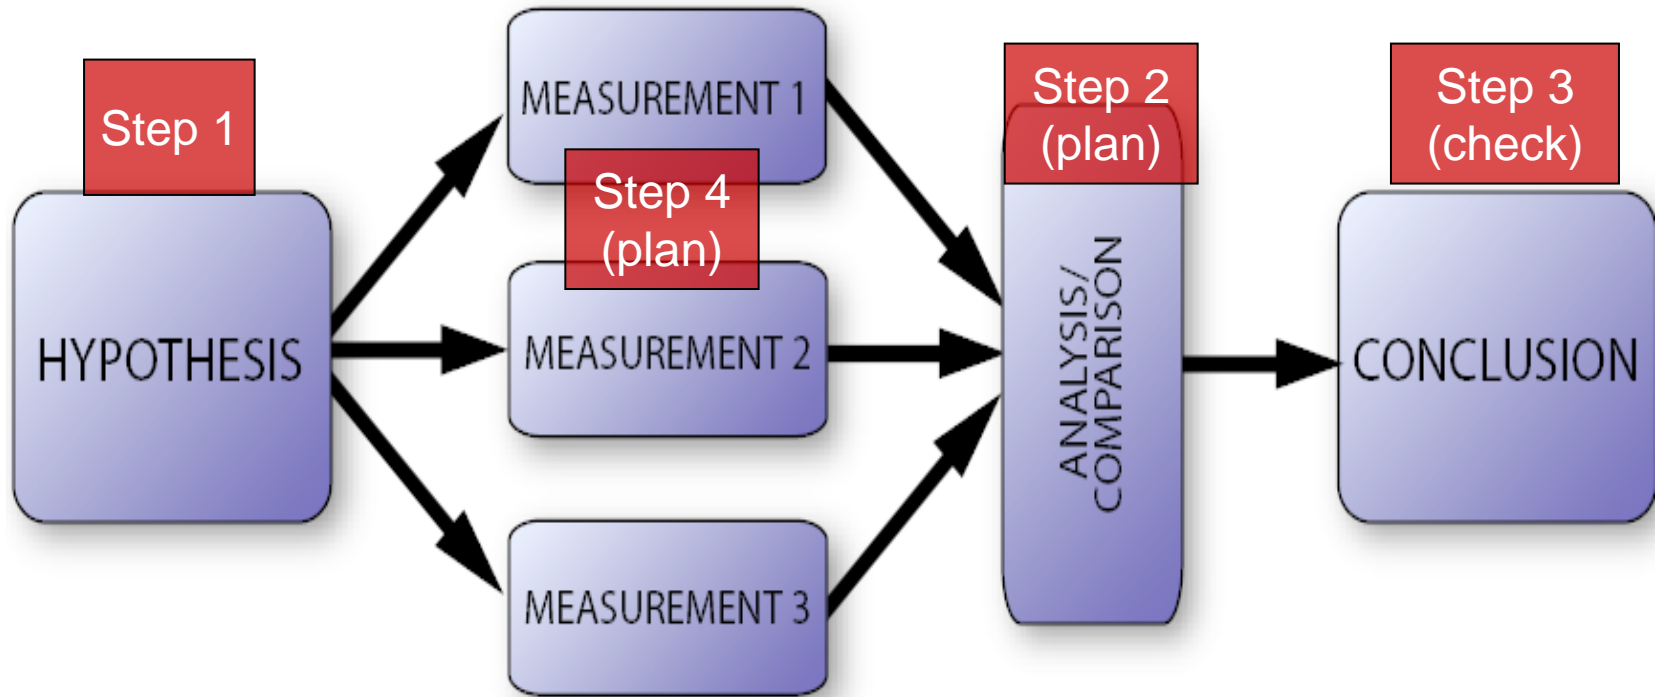 Step 1
HYPOTHESIS
MEASUREMENT 1
Step 4
(plan)
MEASUREMENT 2
MEASUREMENT 3
Step 2
(plan)
ANALYSIS/
COMPARISON
Step 3
(check)
CONCLUSION